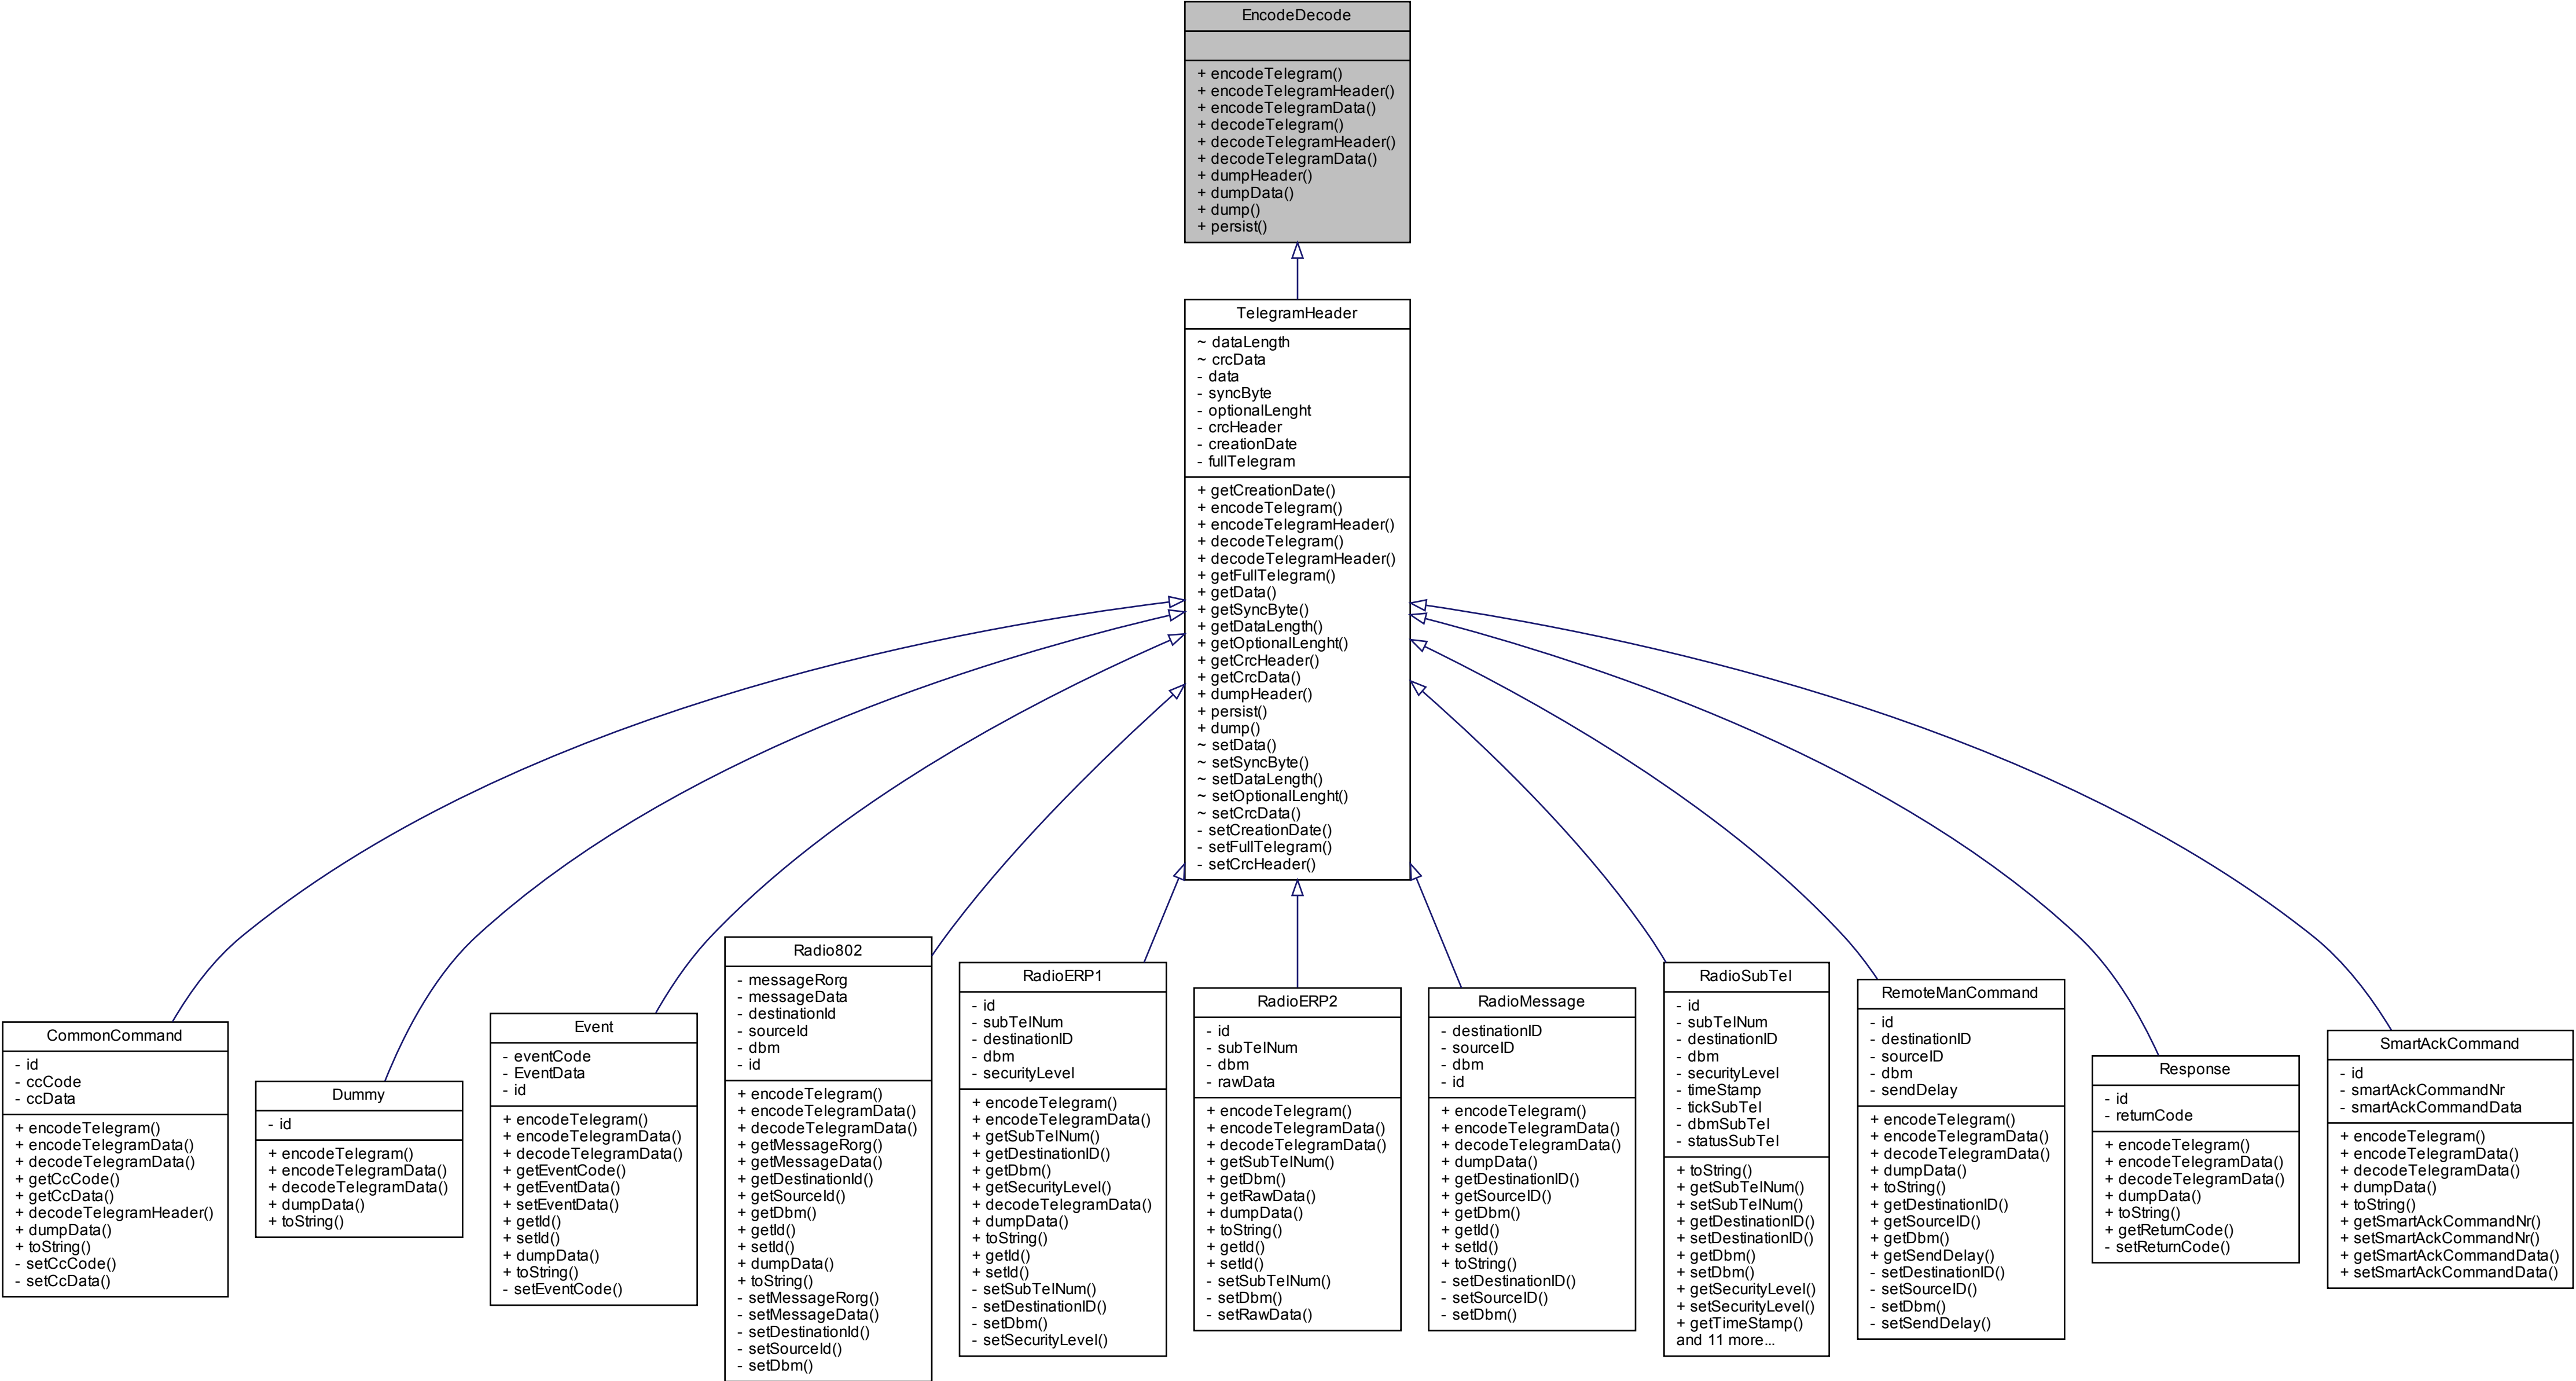 EncodeDecode
+ encodeTelegram()
+ encodeTelegramHeader()
+ encodeTelegramData()
+ decodeTelegram()
+ decodeTelegramHeader()
+ decodeTelegramData()
+ dumpHeader()
+ dumpData()
+ dump()
+ persist()
TelegramHeader
~ dataLength
~ crcData
- data
- syncByte
- optionalLenght
- crcHeader
- creationDate
- fullTelegram
+ getCreationDate()
+ encodeTelegram()
+ encodeTelegramHeader()
+ decodeTelegram()
+ decodeTelegramHeader()
+ getFullTelegram()
+ getData()
+ getSyncByte()
+ getDataLength()
+ getOptionalLenght()
+ getCrcHeader()
+ getCrcData()
+ dumpHeader()
+ persist()
+ dump()
~ setData()
~ setSyncByte()
~ setDataLength()
~ setOptionalLenght()
~ setCrcData()
- setCreationDate()
- setFullTelegram()
- setCrcHeader()
CommonCommand
- id
- ccCode
- ccData
+ encodeTelegram()
+ encodeTelegramData()
+ decodeTelegramData()
+ getCcCode()
+ getCcData()
+ decodeTelegramHeader()
+ dumpData()
+ toString()
- setCcCode()
- setCcData()
Dummy
- id
+ encodeTelegram()
+ encodeTelegramData()
+ decodeTelegramData()
+ dumpData()
+ toString()
Event
- eventCode
- EventData
- id
+ encodeTelegram()
+ encodeTelegramData()
+ decodeTelegramData()
+ getEventCode()
+ getEventData()
+ setEventData()
+ getId()
+ setId()
+ dumpData()
+ toString()
- setEventCode()
Radio802
- messageRorg
- messageData
- destinationId
- sourceId
- dbm
- id
+ encodeTelegram()
+ encodeTelegramData()
+ decodeTelegramData()
+ getMessageRorg()
+ getMessageData()
+ getDestinationId()
+ getSourceId()
+ getDbm()
+ getId()
+ setId()
+ dumpData()
+ toString()
- setMessageRorg()
- setMessageData()
- setDestinationId()
- setSourceId()
- setDbm()
RadioERP1
- id
- subTelNum
- destinationID
- dbm
- securityLevel
+ encodeTelegram()
+ encodeTelegramData()
+ getSubTelNum()
+ getDestinationID()
+ getDbm()
+ getSecurityLevel()
+ decodeTelegramData()
+ dumpData()
+ toString()
+ getId()
+ setId()
- setSubTelNum()
- setDestinationID()
- setDbm()
- setSecurityLevel()
RadioERP2
- id
- subTelNum
- dbm
- rawData
+ encodeTelegram()
+ encodeTelegramData()
+ decodeTelegramData()
+ getSubTelNum()
+ getDbm()
+ getRawData()
+ dumpData()
+ toString()
+ getId()
+ setId()
- setSubTelNum()
- setDbm()
- setRawData()
RadioMessage
- destinationID
- sourceID
- dbm
- id
+ encodeTelegram()
+ encodeTelegramData()
+ decodeTelegramData()
+ dumpData()
+ getDestinationID()
+ getSourceID()
+ getDbm()
+ getId()
+ setId()
+ toString()
- setDestinationID()
- setSourceID()
- setDbm()
RadioSubTel
- id
- subTelNum
- destinationID
- dbm
- securityLevel
- timeStamp
- tickSubTel
- dbmSubTel
- statusSubTel
+ toString()
+ getSubTelNum()
+ setSubTelNum()
+ getDestinationID()
+ setDestinationID()
+ getDbm()
+ setDbm()
+ getSecurityLevel()
+ setSecurityLevel()
+ getTimeStamp()
and 11 more...
RemoteManCommand
- id
- destinationID
- sourceID
- dbm
- sendDelay
+ encodeTelegram()
+ encodeTelegramData()
+ decodeTelegramData()
+ dumpData()
+ toString()
+ getDestinationID()
+ getSourceID()
+ getDbm()
+ getSendDelay()
- setDestinationID()
- setSourceID()
- setDbm()
- setSendDelay()
Response
- id
- returnCode
+ encodeTelegram()
+ encodeTelegramData()
+ decodeTelegramData()
+ dumpData()
+ toString()
+ getReturnCode()
- setReturnCode()
SmartAckCommand
- id
- smartAckCommandNr
- smartAckCommandData
+ encodeTelegram()
+ encodeTelegramData()
+ decodeTelegramData()
+ dumpData()
+ toString()
+ getSmartAckCommandNr()
+ setSmartAckCommandNr()
+ getSmartAckCommandData()
+ setSmartAckCommandData()